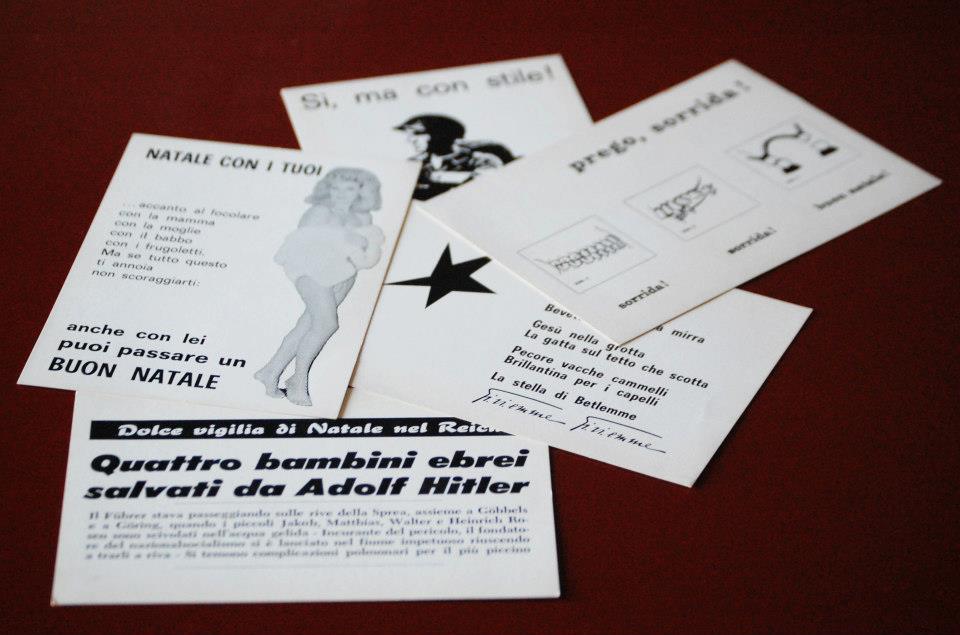 Si, ma con stile!
prego, sorrida!
sorrida!
sorrida!
buon natale!
NATALE CON I TUOI
...accanto al focolare
con la mamma
con la moglie
con il babbo
con i frugoletti.
Ma se tutto questo
ti annoia
non scoraggiarti:
anche con lei
puoi passare un
BUON NATALE
mirra
Gesù nella grotta
La gatta sul tetto che scotta
Pecore vacche cammelli
Brillantina per i capelli
La stella di Betlemme
Dolce vigilia di Natale nel Reich
Quattro bambini ebrei
salvati da Adolf Hitler
Il Führer stava passeggiando sulle rive della Sprea, assieme a Göbbels
e a Göring, quando i piccoli Jakob, Matthias, Walter e Heinrich Ro-
sen sono scivolati nell'acqua gelida - Incurante del pericolo, il fondato-
re del nazionalsocialismo si è lanciato nel fiume impetuoso riuscendo
a trarli a riva - Si temono complicazioni polmonari per il più piccino